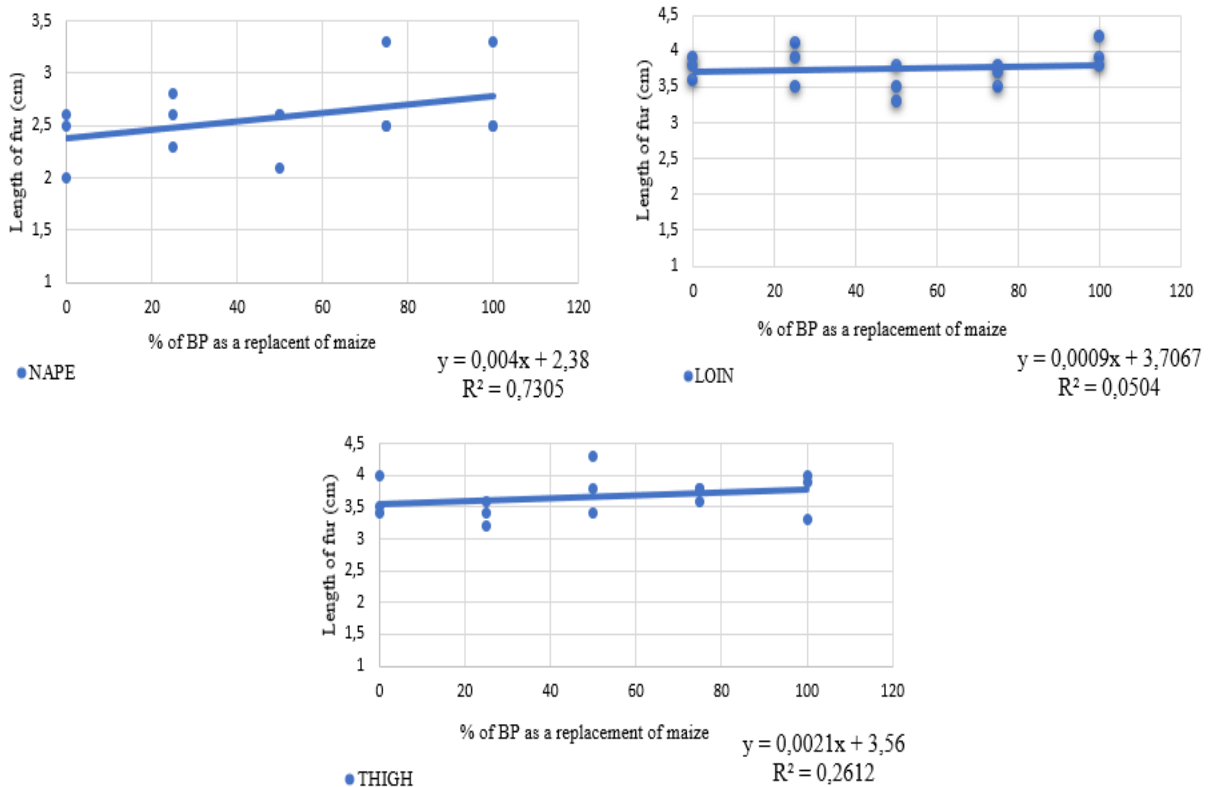 Length of fur (cm)
3,5
3
2,5
2
1,5
1
0 20 40 60 80 100 120
% of BP as a replacent of maize
NAPE
y = 0,004x + 2,38
R² = 0,7305
Length of fur (cm)
4,5
4
3,5
3
2,5
2
1,5
1
0 20 40 60 80 100 120
% of BP as a replacement of maize
LOIN
y = 0,0009x + 3,7067
R² = 0,0504
Length of fur (cm)
4,5
4
3,5
3
2,5
2
1,5
1
0 20 40 60 80 100 120
% of BP as a replacement of maize
THIGH
y = 0,0021x + 3,56
R² = 0,2612